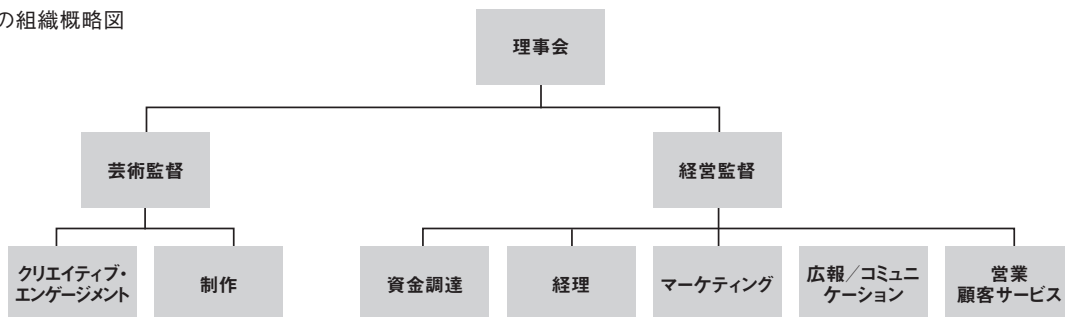 の組織概略図
理事会
芸術監督
経営監督
クリエイティブ・
エンゲージメント
制作
資金調達
経理
マーケティング
広報／コミュニ
ケーション
営業
顧客サービス